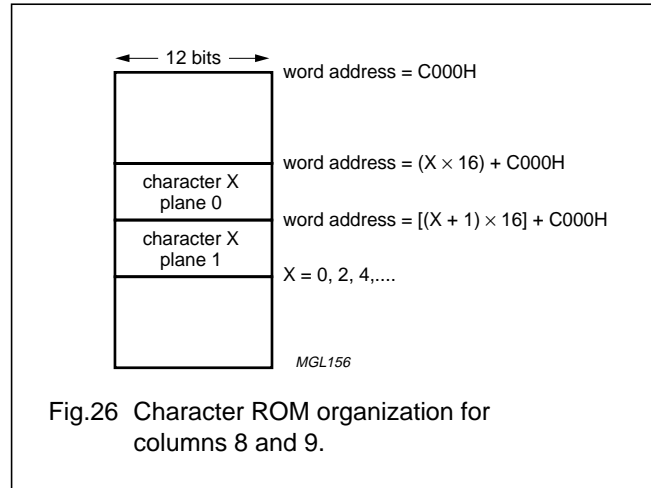 12 bits
word address = C000H
word address = (X × 16) + C000H
character X
plane 0
word address = [(X + 1) × 16] + C000H
character X
plane 1
X = 0, 2, 4,....
MGL156
Fig.26 Character ROM organization for
columns 8 and 9.